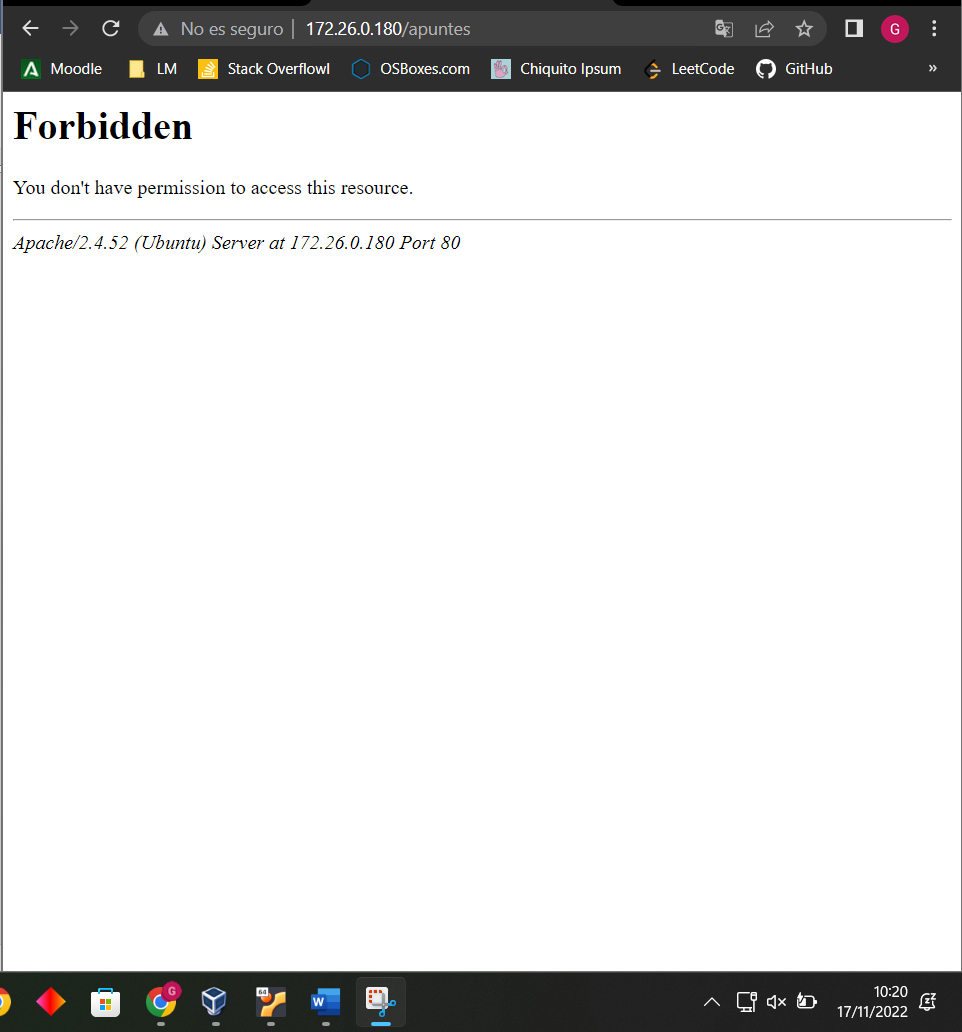 No es seguro | 172.26.0.180/apuntes
G
Moodle LM Stack Overflowl OSBoxes.com Chiquito Ipsum LeetCode GitHub »
Forbidden
You don't have permission to access this resource.
Apache/2.4.52 (Ubuntu) Server at 172.26.0.180 Port 80
G
64
W
10:20
17/11/2022